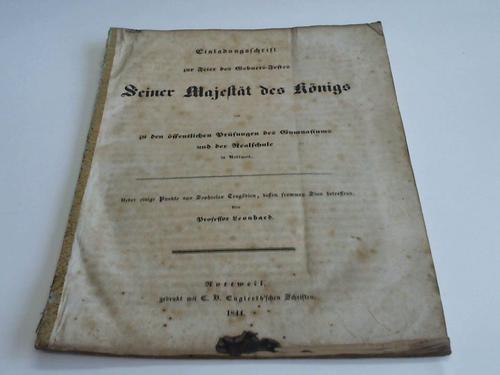 Einladungsschrift
zur Feier des Geburts-Festes
Seiner Majestät des Königs
und
zu den öffentlichen Prüfungen des Gymnasiums
und der Realschule
in Rottweil.
Ueber einige Punkte aus Sophocles Tragödien, dessen frommen Sinn betreffend.
Von
Professor Leonhard.
Rottweil,
gedruckt mit C. B. Englerth'schen Schriften.
1844.